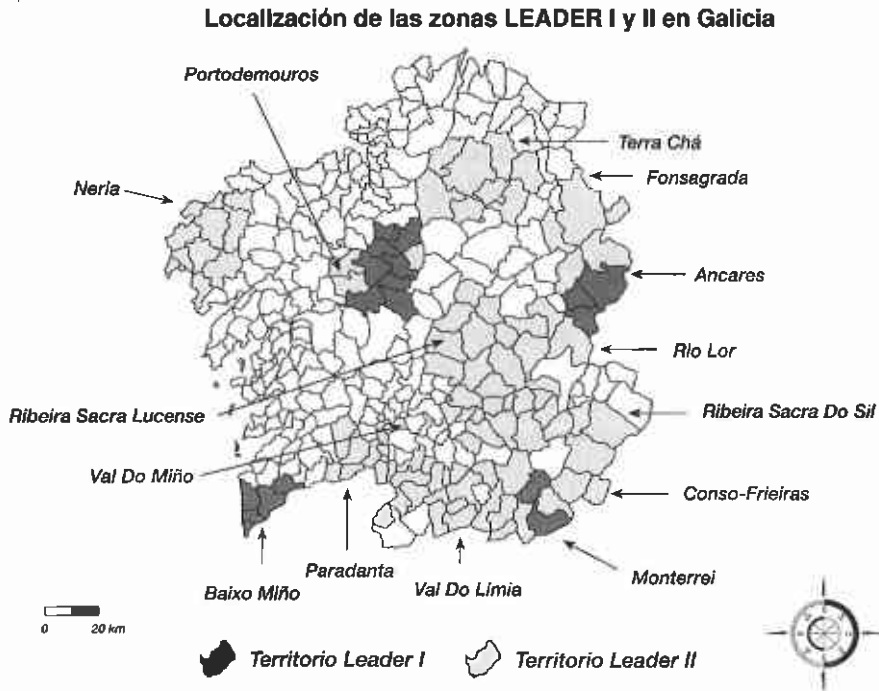 Localización de las zonas LEADER I y II en Galicia
Portodemouros
Terra Chá
Fonsagrada
Neria
Ancares
Río Lor
Ribeira Sacra Lucense
Ribeira Sacra Do Sil
Val Do Miño
Conso-Frieiras
Paradanta
Monterrei
Baixo Miño
Val Do Limia
0 20 km
Territorio Leader I
Territorio Leader II